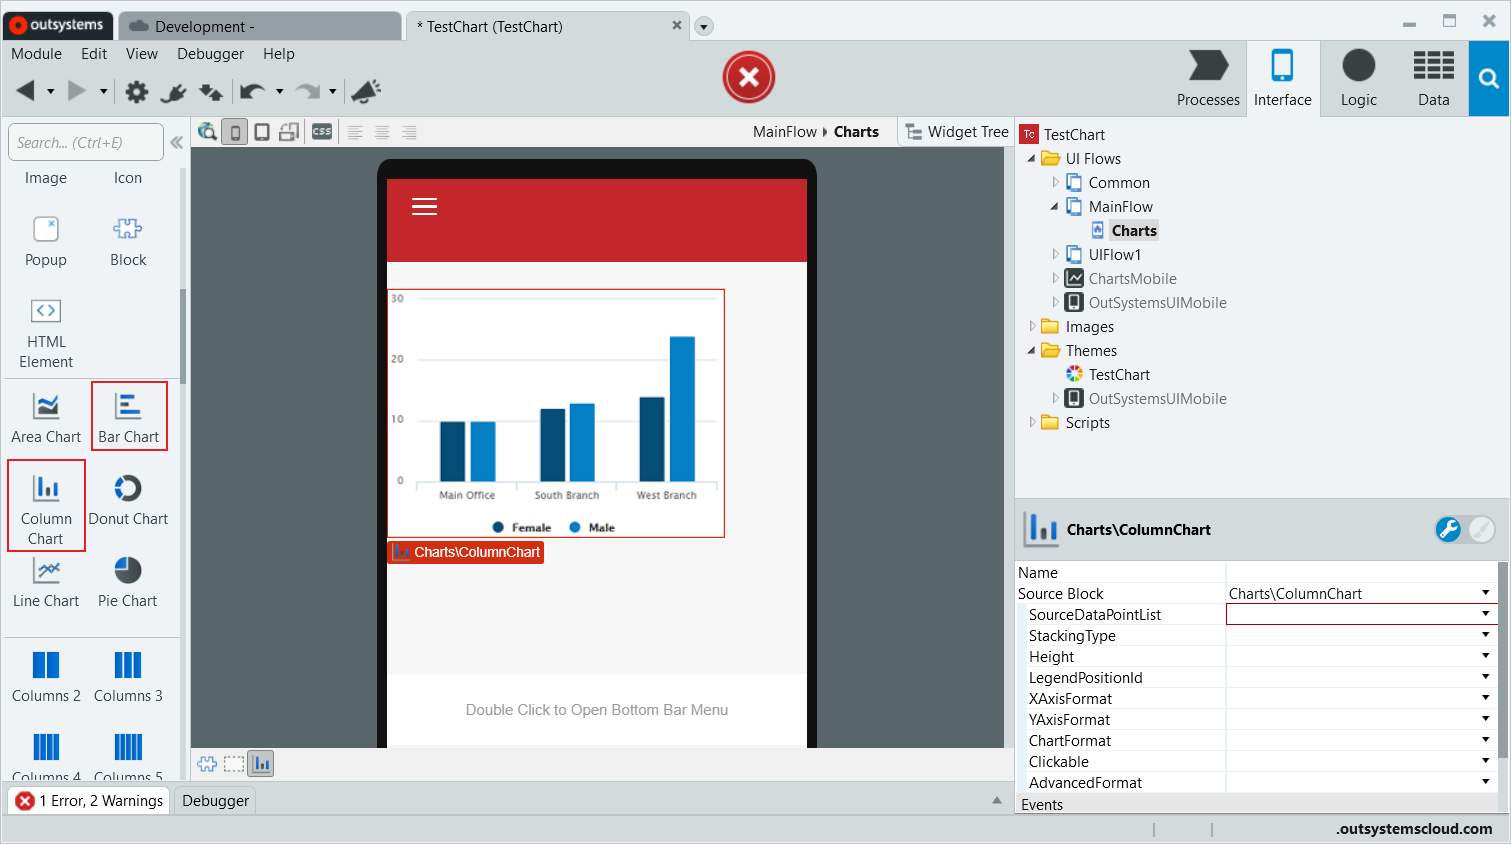 outsystems
Development -
* TestChart (TestChart)
Module Edit View Debugger Help
Processes Interface Logic Data
Search... (Ctrl+E)
CSS
MainFlow Charts
Widget Tree
Image Icon
Popup Block
HTML
Element
Area Chart Bar Chart
Column
Chart
Donut Chart
Line Chart Pie Chart
Columns 2 Columns 3
Columns 4 Columns 5
30
20
10
0
Main Office South Branch West Branch
Female Male
Charts\ColumnChart
Double Click to Open Bottom Bar Menu
Tc TestChart
UI Flows
Common
MainFlow
Charts
UIFlow1
ChartsMobile
OutSystemsUIMobile
Images
Themes
TestChart
OutSystemsUIMobile
Scripts
Charts\ColumnChart
Name
Source Block Charts\ColumnChart
SourceDataPointList
StackingType
Height
LegendPositionId
XAxisFormat
YAxisFormat
ChartFormat
Clickable
AdvancedFormat
Events
1 Error, 2 Warnings
Debugger
.outsystemscloud.com